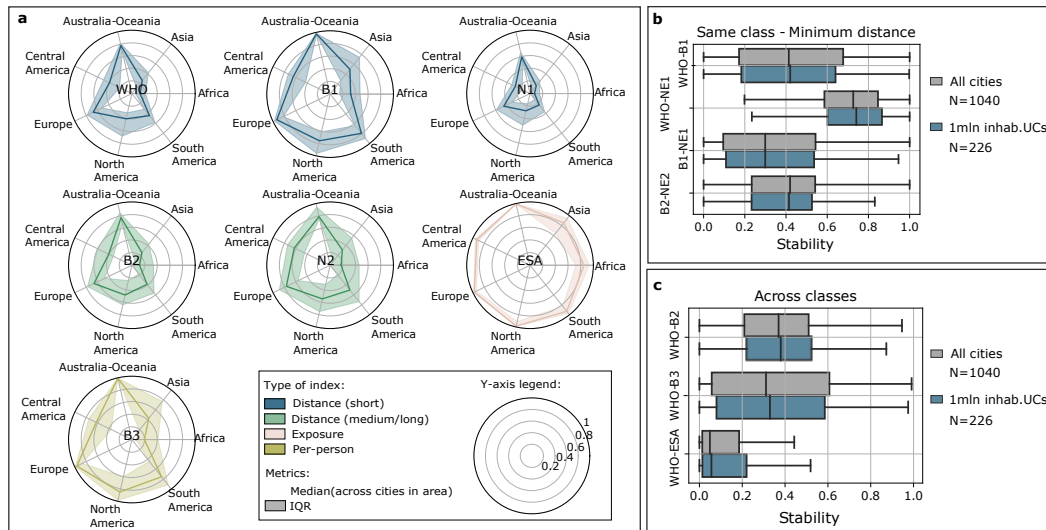 a
Australia-Oceania
Asia
Africa
South
America
North
America
Europe
Central
America
WHO
Australia-Oceania
Asia
Africa
South
America
North
America
Europe
Central
America
B1
Australia-Oceania
Asia
Africa
South
America
North
America
Europe
Central
America
N1
Australia-Oceania
Asia
Africa
South
America
North
America
Europe
Central
America
B2
Australia-Oceania
Asia
Africa
South
America
North
America
Europe
Central
America
N2
Australia-Oceania
Asia
Africa
South
America
North
America
Europe
Central
America
ESA
Australia-Oceania
Asia
Africa
South
America
North
America
Europe
Central
America
B3
Type of index:
Distance (short)
Distance (medium/long)
Exposure
Per-person
Metrics:
Median(across cities in area)
IQR
Y-axis legend:
1
0.8
0.6
0.4
0.2
b
Same class - Minimum distance
WHO-B1
WHO-NE1
B1-NE1
B2-NE2
0.0 0.2 0.4 0.6 0.8 1.0
Stability
All cities
N=1040
1mln inhab.UCs
N=226
c
Across classes
WHO-B2
WHO-B3
WHO-ESA
0.0 0.2 0.4 0.6 0.8 1.0
Stability
All cities
N=1040
1mln inhab.UCs
N=226